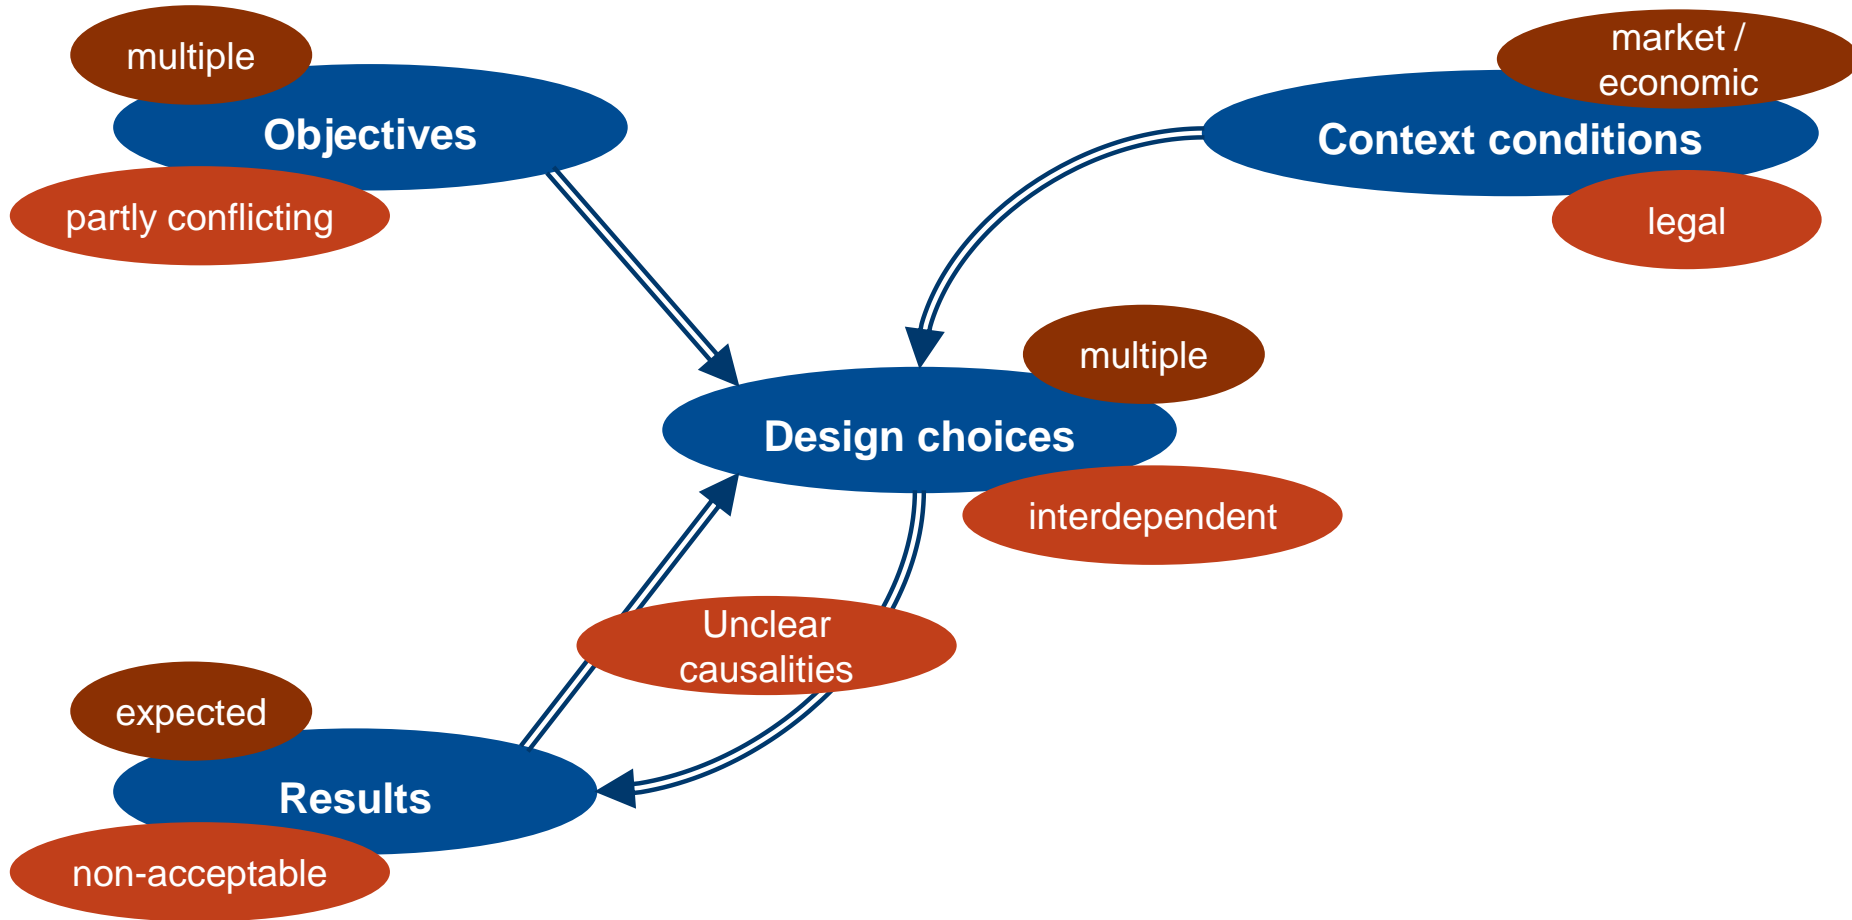 multiple
Objectives
partly conflicting
market /
economic
Context conditions
legal
multiple
Design choices
interdependent
Unclear
causalities
expected
Results
non-acceptable